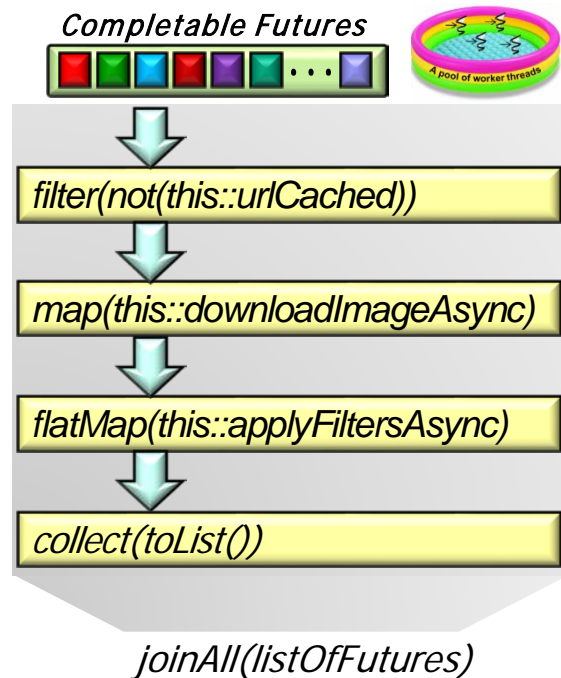 Completable Futures
A pool of worker threads
filter(not(this::urlCached))
map(this::downloadImageAsync)
flatMap(this::applyFiltersAsync)
collect(toList())
joinAll(listOfFutures)